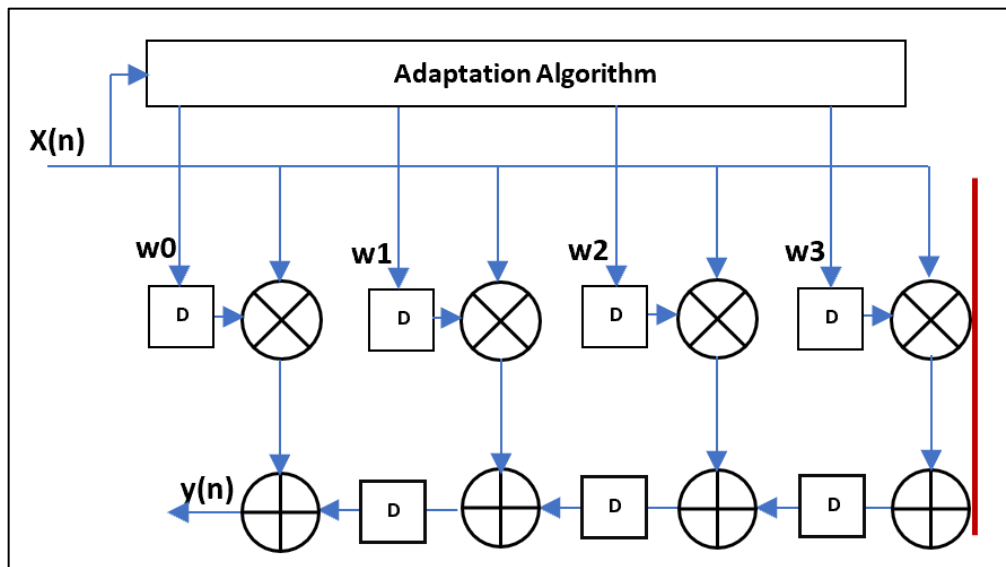 Adaptation Algorithm
X(n)
w0 w1 w2 w3
D D D D
y(n) D D D